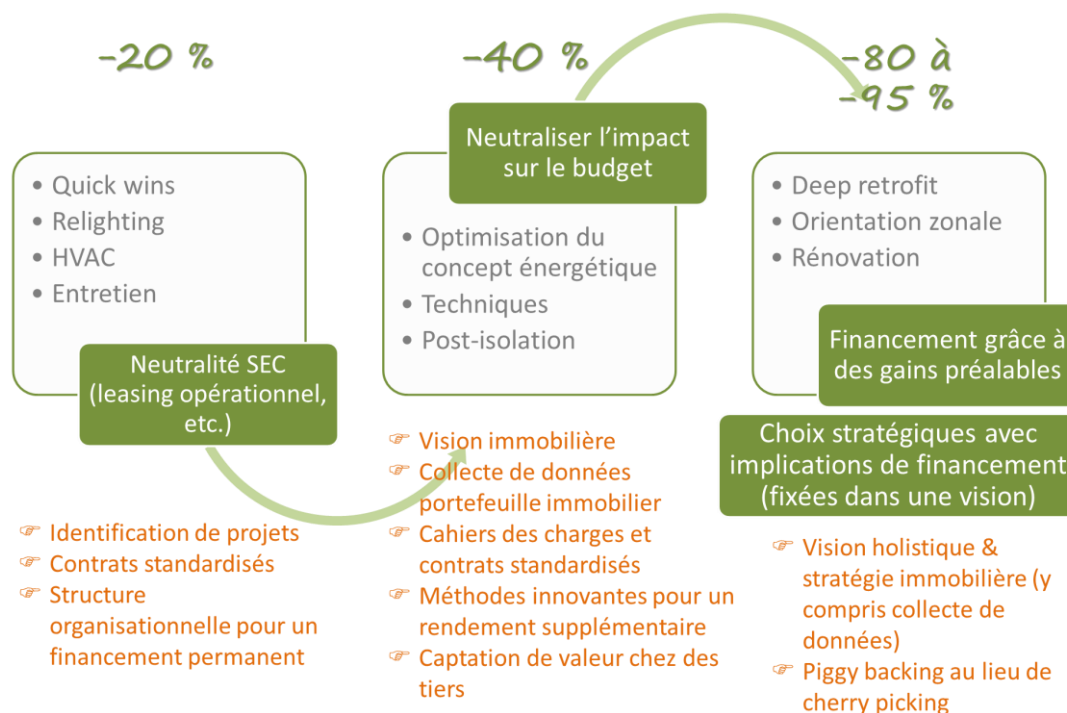 -20 %
• Quick wins
• Relighting
• HVAC
• Entretien
Neutralité SEC
(leasing opérationnel,
etc.)
☞ Identification de projets
☞ Contrats standardisés
☞ Structure
organisationnelle pour un
financement permanent
-40 %
Neutraliser l’impact
sur le budget
• Optimisation du
concept énergétique
• Techniques
• Post-isolation
☞ Vision immobilière
☞ Collecte de données
portefeuille immobilier
☞ Cahiers des charges et
contrats standardisés
☞ Méthodes innovantes pour un
rendement supplémentaire
☞ Captation de valeur chez des
tiers
-80 à
-95 %
• Deep retrofit
• Orientation zonale
• Rénovation
Financement grâce à
des gains préalables
Choix stratégiques avec
implications de financement
(fixées dans une vision)
☞ Vision holistique &
stratégie immobilière (y
compris collecte de
données)
☞ Piggy backing au lieu de
cherry picking